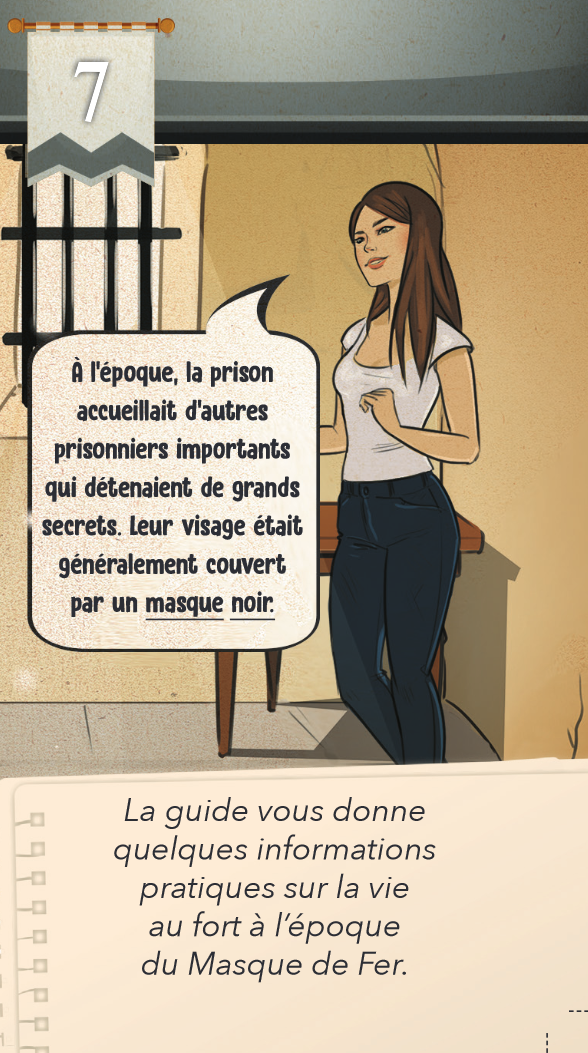 7
À l'époque, la prison
accueillait d'autres
prisonniers importants
qui détenaient de grands
secrets. Leur visage était
généralement couvert
par un masque noir.
La guide vous donne
quelques informations
pratiques sur la vie
au fort à l’époque
du Masque de Fer.